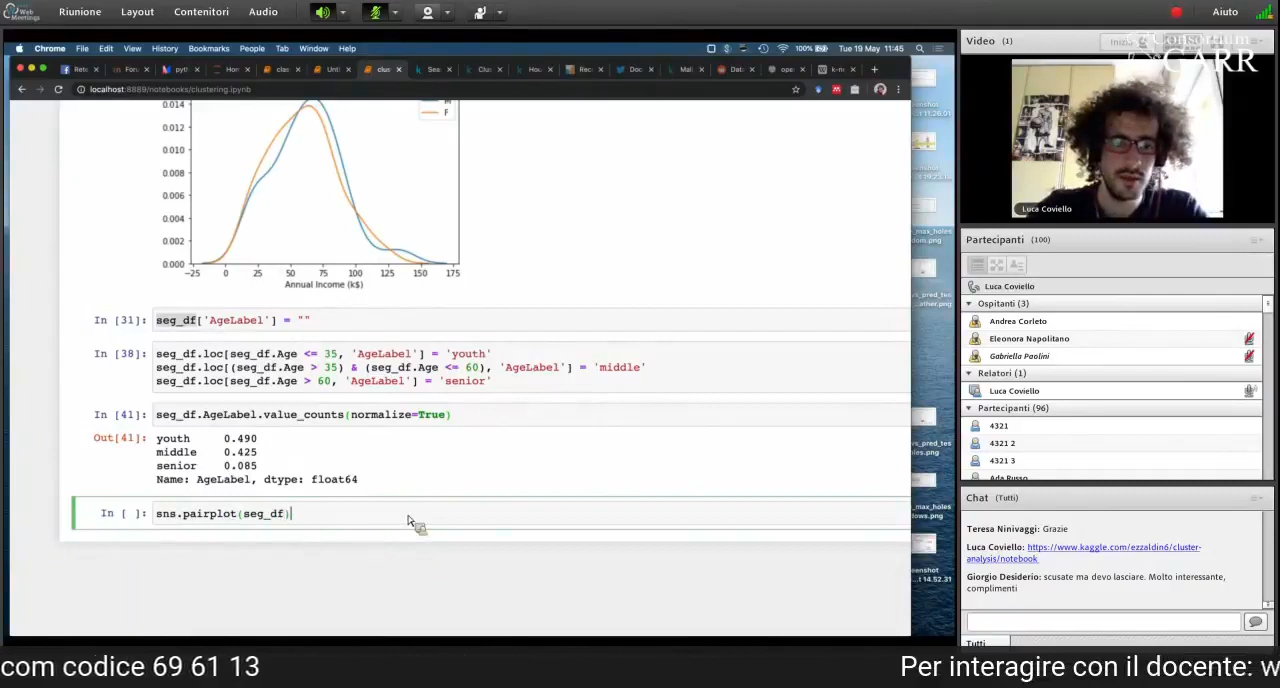 Web
Meetings
Riunione Layout Contenitori Audio Aiuto
Chrome File Edit View History Bookmarks People Tab Window Help
100% Tue 19 May 11:45
localhost:8889/notebooks/clustering.ipynb
0.014
0.012
0.010
0.008
0.006
0.004
0.002
0.000
M
F
−25 0 25 50 75 100 125 150 175
Annual Income (k$)
In [31]: seg_df['AgeLabel'] = ""
In [38]: seg_df.loc[seg_df.Age <= 35, 'AgeLabel'] = 'youth'
seg_df.loc[(seg_df.Age > 35) & (seg_df.Age <= 60), 'AgeLabel'] = 'middle'
seg_df.loc[seg_df.Age > 60, 'AgeLabel'] = 'senior'
In [41]: seg_df.AgeLabel.value_counts(normalize=True)
Out[41]: youth 0.490
middle 0.425
senior 0.085
Name: AgeLabel, dtype: float64
In [ ]: sns.pairplot(seg_df)
Video (1)
Consortium
GARR
Luca Coviello
Partecipanti (100)
Luca Coviello
Ospitanti (3)
Andrea Corleto
Eleonora Napolitano
Gabriella Paolini
Relatori (1)
Luca Coviello
Partecipanti (96)
4321
4321 2
4321 3
Ada Russo
Chat (Tutti)
Teresa Ninivaggi: Grazie
Luca Coviello: https://www.kaggle.com/ezzaldin6/cluster-
analysis/notebook
Giorgio Desiderio: scusate ma devo lasciare. Molto interessante,
complimenti
Tutti
com codice 69 61 13
Per interagire con il docente: w